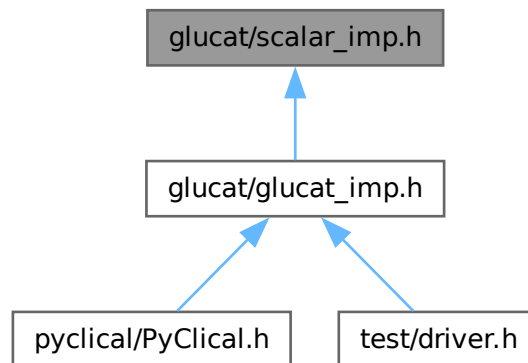 glucat/scalar_imp.h
glucat/glucat_imp.h
pyclical/PyClical.h
test/driver.h